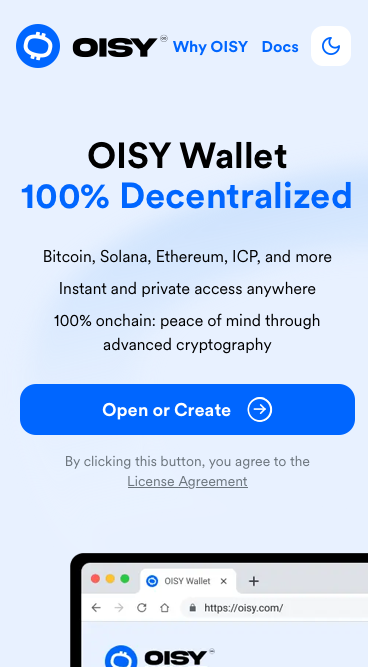 OISY Why OISY Docs
OISY Wallet
100% Decentralized
Bitcoin, Solana, Ethereum, ICP, and more
Instant and private access anywhere
100% onchain: peace of mind through
advanced cryptography
Open or Create
By clicking this button, you agree to the
License Agreement
OISY Wallet
https://oisy.com/
OISY